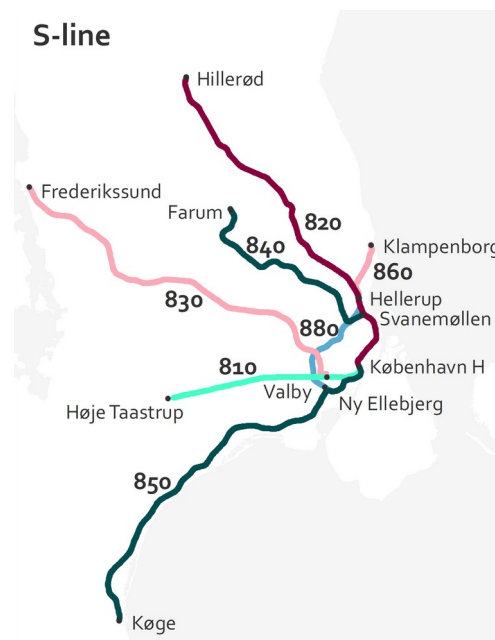 S-line
Hillerød
Frederikssund
Farum
820
840
Klampenborg
860
830
Hellerup
880
Svanemøllen
810
København H
Valby
Ny Ellebjerg
Høje Taastrup
850
Køge